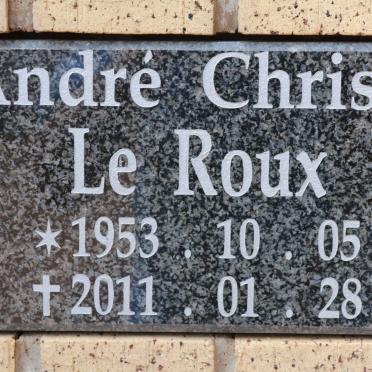 André Chris
Le Roux
* 1953 . 10 . 05
† 2011 . 01 . 28